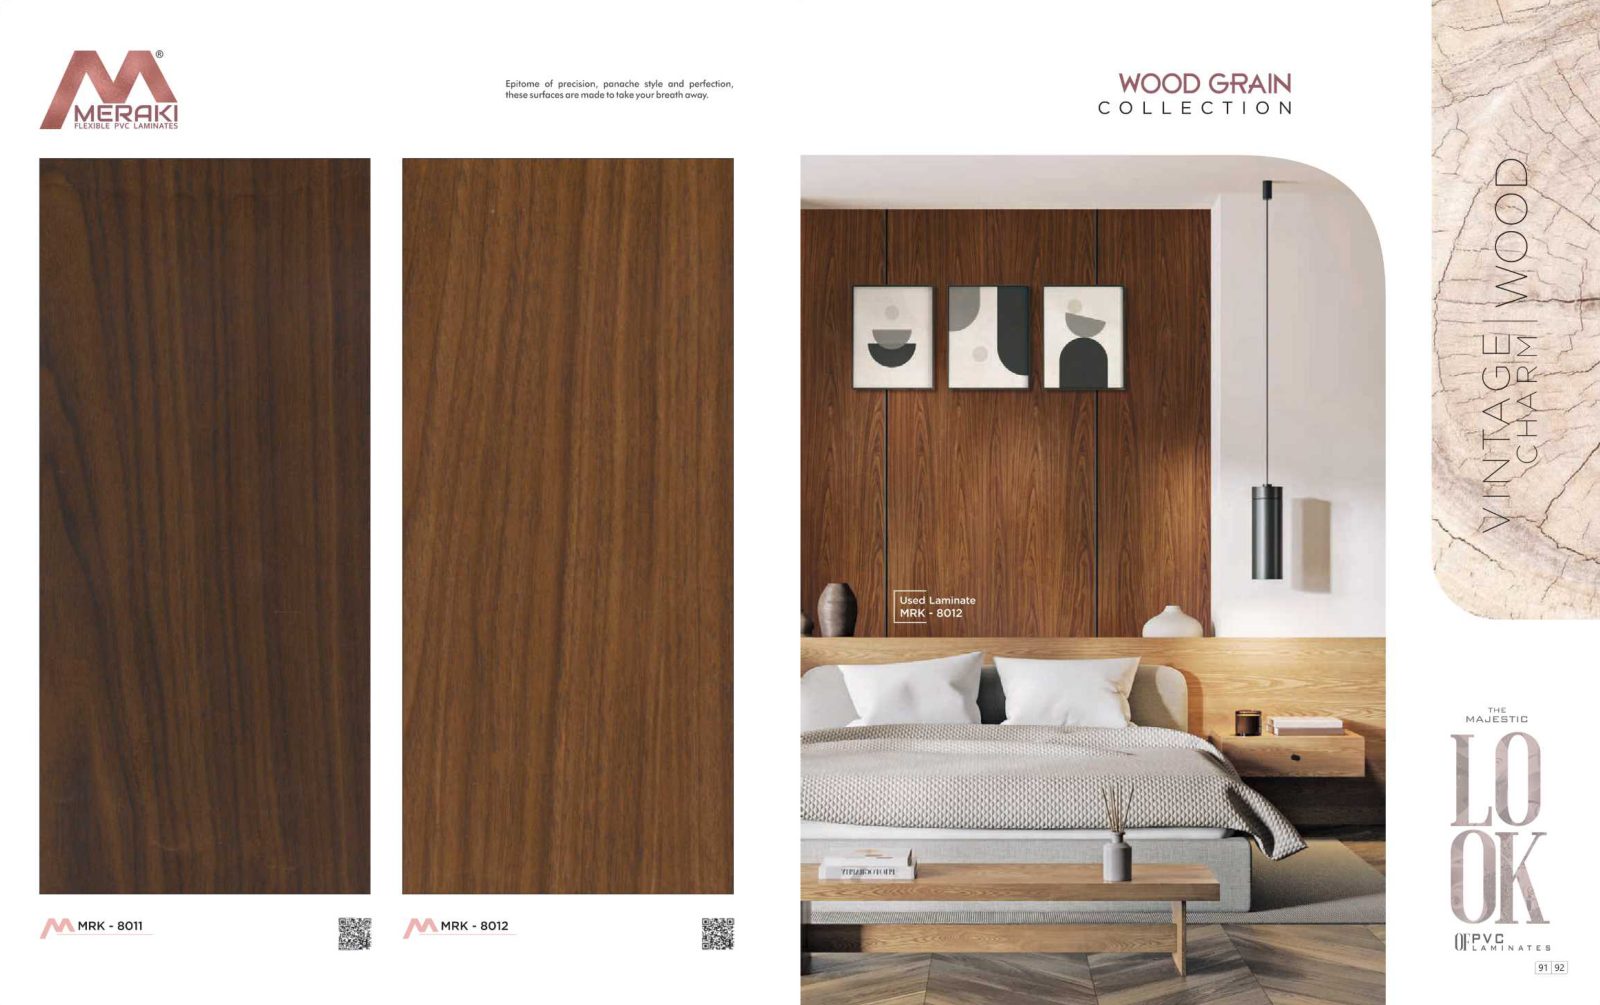 MERAKI®
FLEXIBLE PVC LAMINATES
Epitome of precision, panache style and perfection,
these surfaces are made to take your breath away.
MRK - 8011
MRK - 8012
WOOD GRAIN
COLLECTION
Used Laminate
MRK - 8012
VINTAGE | WOOD
CHARM
THE
MAJESTIC
LO
OK
OF PVC
LAMINATES
91 92